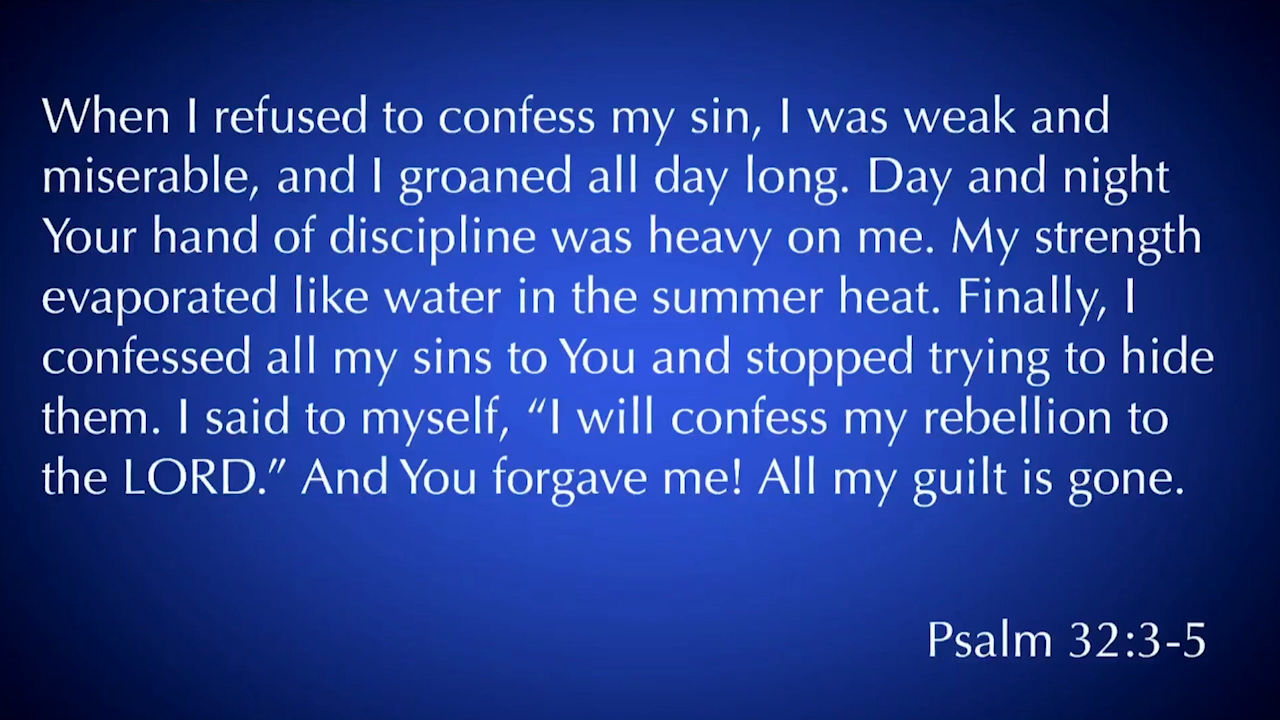 When I refused to confess my sin, I was weak and
miserable, and I groaned all day long. Day and night
Your hand of discipline was heavy on me. My strength
evaporated like water in the summer heat. Finally, I
confessed all my sins to You and stopped trying to hide
them. I said to myself, “I will confess my rebellion to
the LORD.” And You forgave me! All my guilt is gone.
Psalm 32:3-5